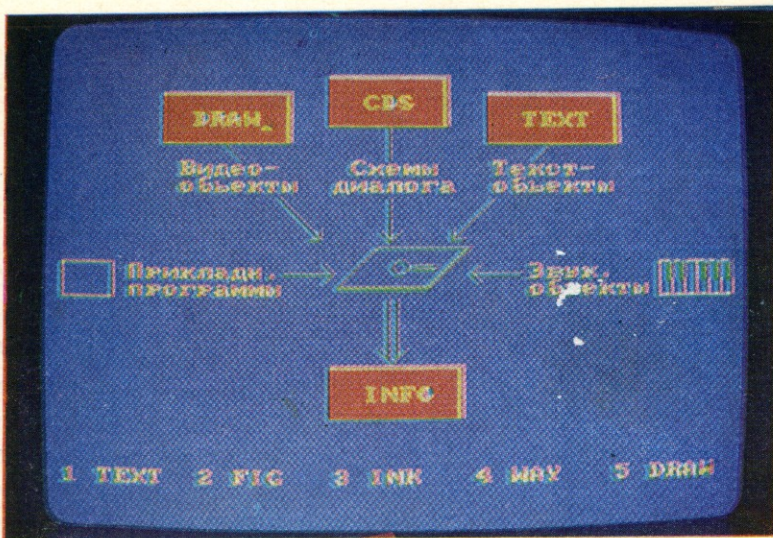 DRAW
CDS
TEXT
Видео-
объекты
Схемы
диалога
Текст-
объекты
Прикладн.
программы
Звук.
объекты
INFO
1 TEXT 2 FIG 3 INK 4 WAY 5 DRAW